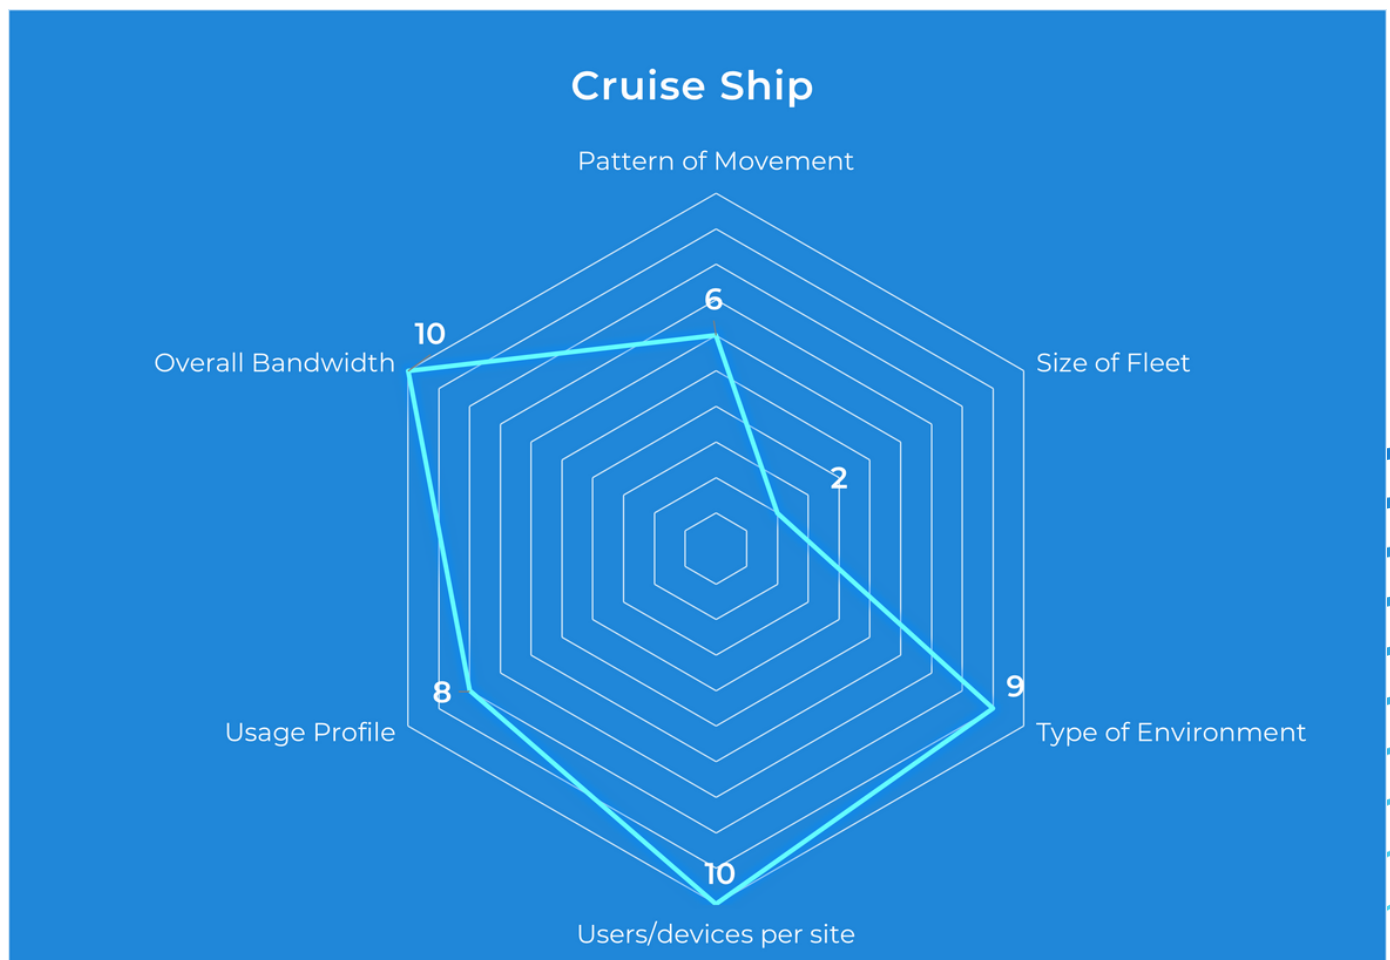 Cruise Ship
Pattern of Movement
6
10
Overall Bandwidth
Size of Fleet
2
9
8
Usage Profile
Type of Environment
10
Users/devices per site